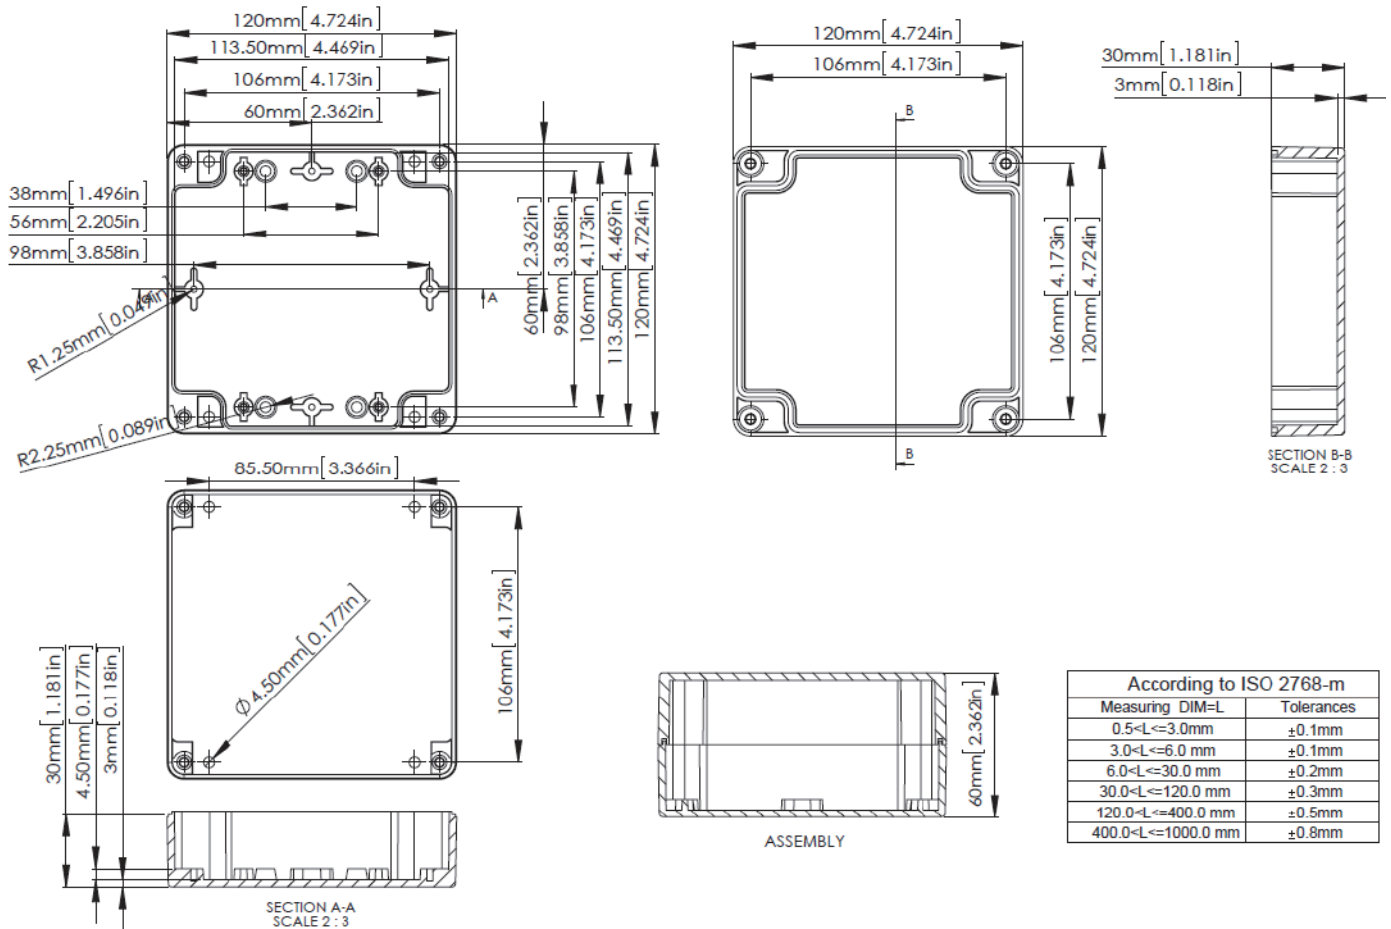 120mm[4.724in]
113.50mm[4.469in]
106mm[4.173in]
60mm[2.362in]
38mm[1.496in]
56mm[2.205in]
98mm[3.858in]
R1.25mm[0.049in]
R2.25mm[0.089in]
A
60mm[2.362in]
98mm[3.858in]
106mm[4.173in]
113.50mm[4.469in]
120mm[4.724in]
120mm[4.724in]
106mm[4.173in]
B
B
106mm[4.173in]
120mm[4.724in]
30mm[1.181in]
3mm[0.118in]
SECTION B-B
SCALE 2 : 3
85.50mm[3.366in]
106mm[4.173in]
Φ4.50mm[0.177in]
30mm[1.181in]
4.50mm[0.177in]
3mm[0.118in]
SECTION A-A
SCALE 2 : 3
60mm[2.362in]
ASSEMBLY
According to ISO 2768-m
Measuring DIM=L Tolerances
0.5<L<=3.0mm ±0.1mm
3.0<L<=6.0 mm ±0.1mm
6.0<L<=30.0 mm ±0.2mm
30.0<L<=120.0 mm ±0.3mm
120.0<L<=400.0 mm ±0.5mm
400.0<L<=1000.0 mm ±0.8mm